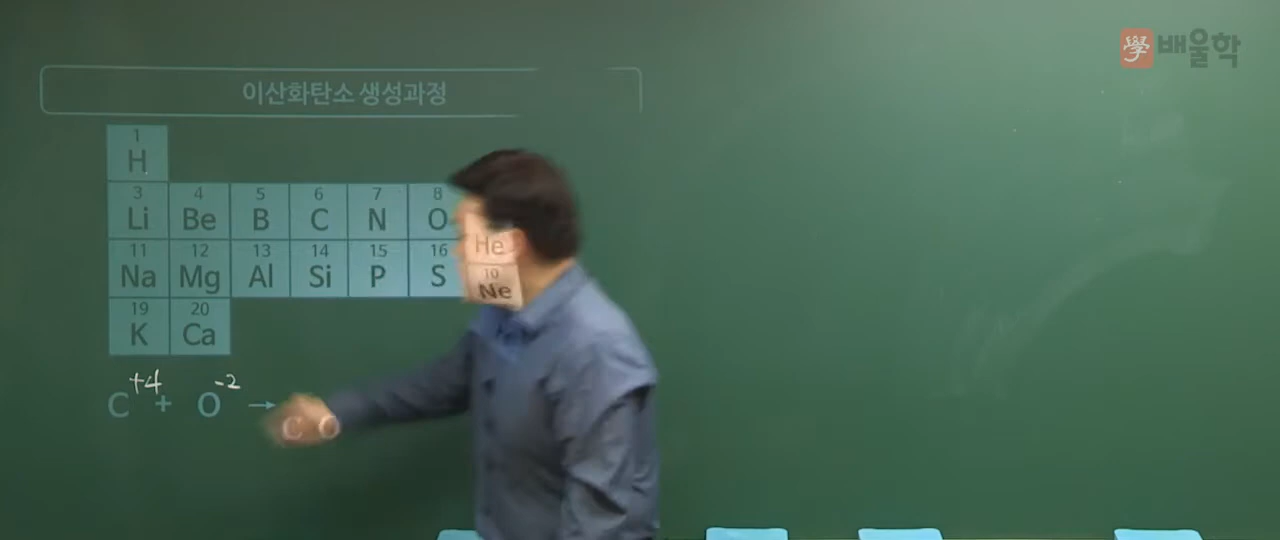 學 배울학
이산화탄소 생성과정
1
H
3 4 5 6 7 8
Li Be B C N O
He
11 12 13 14 15 16
Na Mg Al Si P S
10
Ne
19 20
K Ca
C+4 + O-2 → C O